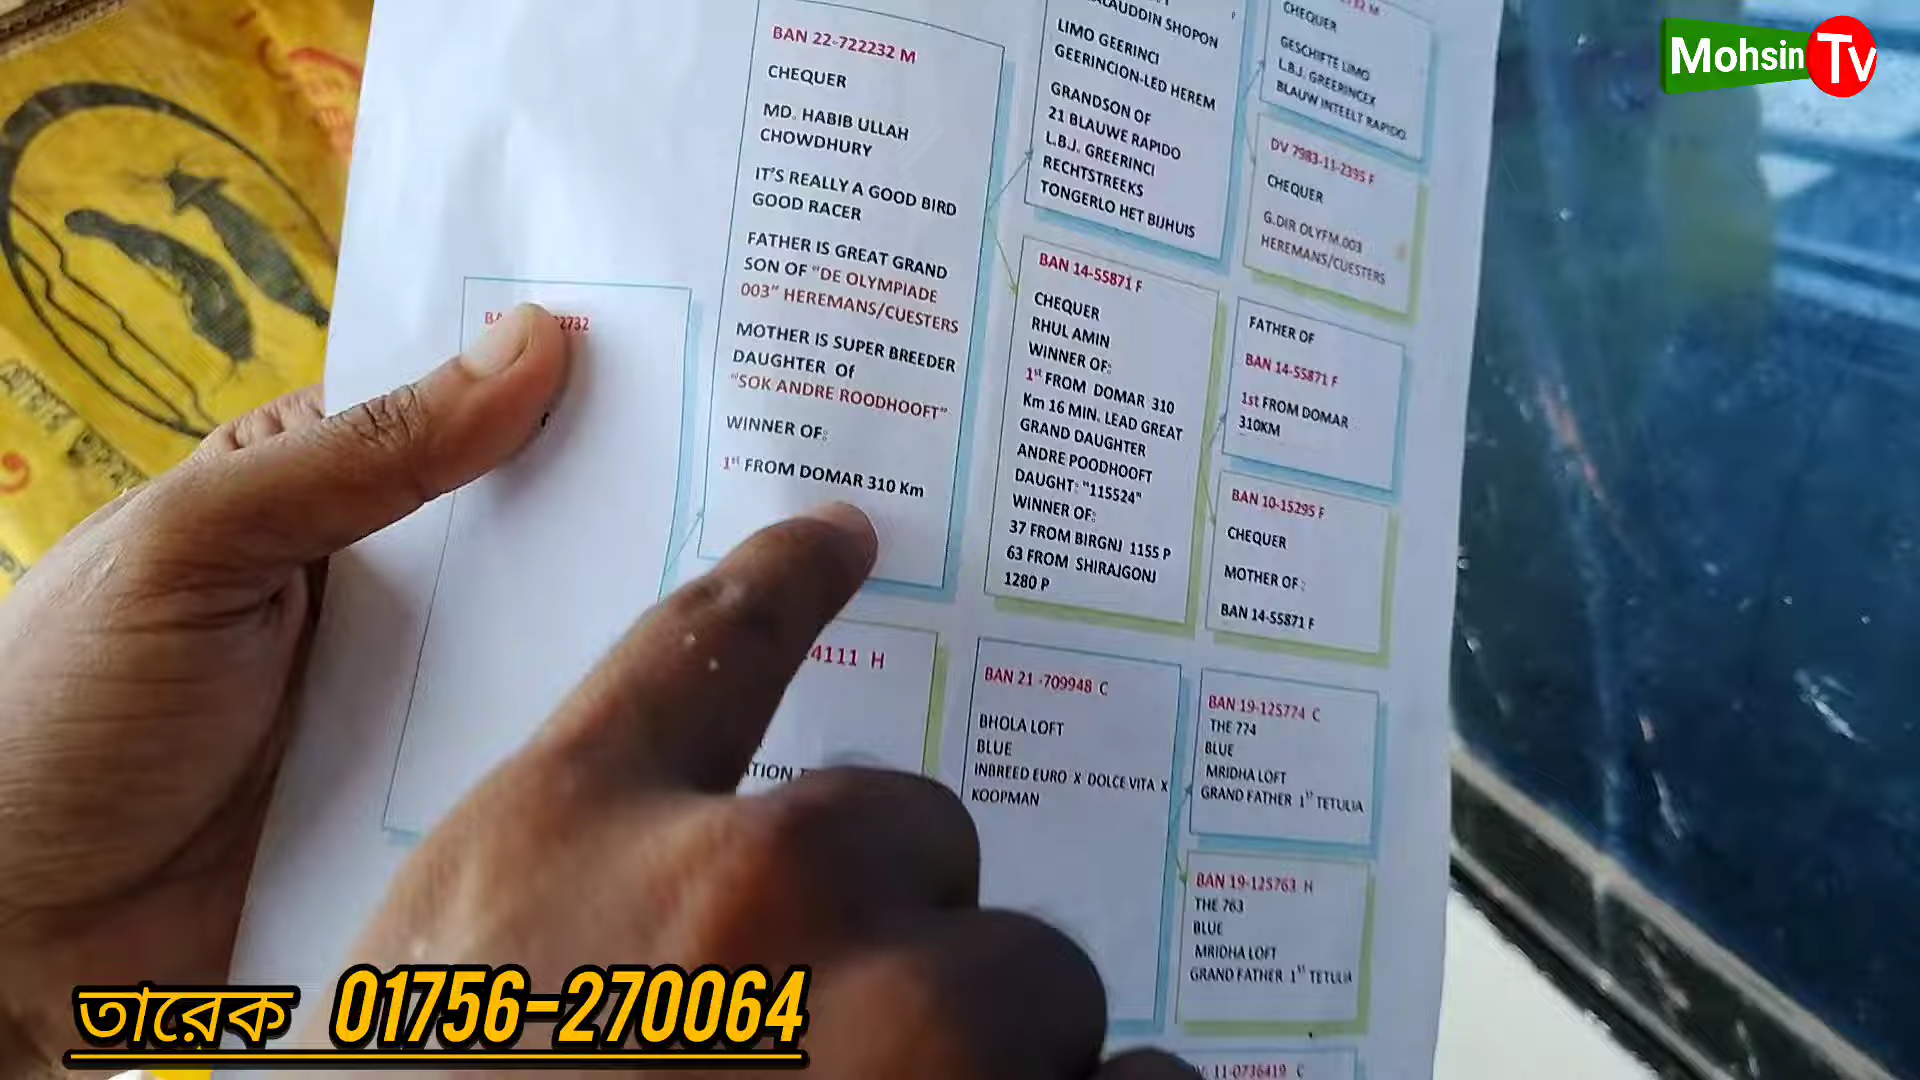 Mohsin Tv
2732
BAN 22-722232 M
CHEQUER
MD. HABIB ULLAH
CHOWDHURY
IT'S REALLY A GOOD BIRD
GOOD RACER
FATHER IS GREAT GRAND
SON OF "DE OLYMPIADE
003" HEREMANS/CUESTERS
MOTHER IS SUPER BREEDER
DAUGHTER Of
"SOK ANDRE ROODHOOFT"
WINNER OF:
1st FROM DOMAR 310 Km
4111 H
SHOPON
LIMO GEERINCI
GEERINCION-LED HEREM
GRANDSON OF
21 BLAUWE RAPIDO
L.B.J. GREERINCI
RECHTSTREEKS
TONGERLO HET BIJHUIS
BAN 14-55871 F
CHEQUER
RHUL AMIN
WINNER OF:
1st FROM DOMAR 310
Km 16 MIN. LEAD GREAT
GRAND DAUGHTER
ANDRE POODHOOFT
DAUGHT: "115524"
WINNER OF:
37 FROM BIRGNJ 1155 P
63 FROM SHIRAJGONJ
1280 P
BAN 21 -709948 C
BHOLA LOFT
BLUE
INBREED EURO X DOLCE VITA X
KOOPMAN
CHEQUER
GESCHIFTE LIMO
L.B.J. GREERINCEX
BLAUW INTEELT RAPIDO
DV 7983-11-2395 F
CHEQUER
G.DIR OLYFM.003
HEREMANS/CUESTERS
FATHER OF
BAN 14-55871 F
1st FROM DOMAR
310KM
BAN 10-15295 F
CHEQUER
MOTHER OF :
BAN 14-55871 F
BAN 19-125774 C
THE 774
BLUE
MRIDHA LOFT
GRAND FATHER 1ST TETULIA
BAN 19-125763 H
THE 763
BLUE
MRIDHA LOFT
GRAND FATHER 1ST TETULIA
11-0736419 C
তারেক 01756-270064